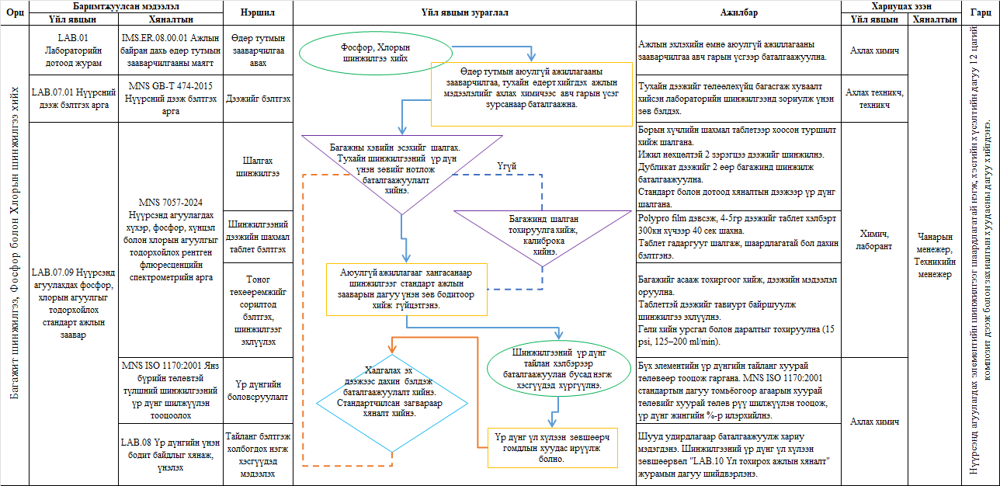 Орц
Баримтжуулсан мэдээлэл
Үйл явцын
Хяналтын
Нэршил
Үйл явцын зураглал
Ажилбар
Хариуцах эзэн
Үйл явцын
Хяналтын
Гарц
Багажит шинжилгээ, Фосфор болон Хлорын шинжилгээ хийх
LAB.01
Лабораторийн
дотоод журам
IMS.ER.08.00.01 Ажлын
байран дахь өдөр тутмын
зааварчилгааны маягт
Өдөр тутмын
зааварчилгаа
авах
Ажлын эхлэхийн өмнө аюулгүй ажиллагааны
зааварчилгаа авч гарын үсгээр баталгаажуулна.
Ахлах химич
LAB.07.01 Нүүрсний
дээж бэлтгэх арга
MNS GB-T 474-2015
Нүүрсний дээж бэлтгэх
арга
Дээжийг бэлтгэх
Тухайн дээжийг төлөөлөхүйц багасгаж хуваалт
хийсэн лабораторийн шинжилгээнд зориулж үнэн
зөв бэлдэх.
Ахлах техникч,
техникч
LAB.07.09 Нүүрсэнд
агуулахдах фосфор,
хлорын агуулгыг
тодорхойлох
стандарт ажлын
заавар
MNS 7057-2024
Нүүрсэнд агуулагдах
хүхэр, фосфор, хүнцэл
болон хлорын агуулгыг
тодорхойлох рентген
флюресценцийн
спектрометрийн арга
Шалгах
шинжилгээ
Борын хүчлийн шахмал таблетээр хоосон туршилт
хийж шалгана.
Ижил нөхцөлтэй 2 зэрэгцээ дээжийг шинжилнэ.
Дубликат дээжийг 2 өөр багажинд шинжилж
баталгаажуулна.
Стандарт болон дотоод хяналтын дээжээр үр дүнг
шалгана.
Шинжилгээний
дээжийн шахмал
таблет бэлтгэх
Polypro film дэвсэж, 4-5гр дээжийг таблет хэлбэрт
300кн хүчээр 40 сек шахна.
Таблет гадаргууг шалгаж, шаардлагатай бол дахин
бэлтгэнэ.
Химич,
лаборант
Тоног
төхөөрөмжийг
сорилтод
бэлтгэх,
шинжилгээг
эхлүүлэх
Багажийг асааж тохиргоог хийж, дээжийн мэдээлэл
оруулна.
Таблеттэй дээжийг тавиурт байршуулж
шинжилгээ эхлүүлнэ.
Гели хийн урсгал болон даралтыг тохируулна (15
psi, 125–200 ml/min).
MNS ISO 1170:2001 Янз
бүрийн төлөвтэй
түлшний шинжилгээний
үр дүнг шилжүүлэн
тооцоолох
Үр дүнгийн
боловсруулалт
Бүх элементийн үр дүнгийн тайланг хуурай
төлөвөөр тооцож гаргана. MNS ISO 1170:2001
стандартын дагуу томьёогоор агаарын хуурай
төлөвийг хуурай төлөв рүү шилжүүлэн тооцож,
үр дүнг жингийн %-р илэрхийлнэ.
Ахлах химич
LAB.08 Үр дүнгийн үнэн
бодит байдлыг хянаж,
үнэлэх
Тайланг бэлтгэж
холбогдох нэгж
хэсгүүдэд
мэдээлэх
Шууд удирдлагаар баталгаажуулж хариу
мэдэгдэнэ. Шинжилгээний үр дүнг үл хүлээн
зөвшөөрвөл "LAB.10 Үл тохирох ажлын хяналт"
журамын дагуу шийдвэрлэнэ.
Чанарын
менежер,
Техникийн
менежер
Фосфор, Хлорын
шинжилгээ хийх
Өдөр тутмын аюулгүй ажиллагааны
зааварчилгаа, тухайн өдөрт хийгдэх ажлын
мэдээлэлийг ахлах химичээс авч гарын үсэг
зурсанаар баталгаажна.
Багажны хэвийн эсэхийг шалгах.
Тухайн шинжилгээний үр дүн
үнэн зөвийг нотлож
баталгаажуулалт
хийнэ.
Үгүй
Багажинд шалган
тохируулга хийж,
калиброка
хийнэ.
Аюулгүй ажиллагааг хангасанаар
шинжилгээг стандарт ажлын
зааварын дагуу үнэн зөв бодитоор
хийж гүйцэтгэнэ.
Шинжилгээний үр дүнг
тайлан хэлбэрээр
баталгаажуулан бусад нэгж
хэсгүүдэд хүргүүлнэ.
Хадгалах эх
дээжээс дахин бэлдэж
баталгаажуулалт хийнэ.
Стандартчилсан загвараар
хяналт хийнэ.
Үр дүнг үл хүлээн зөвшөөрч
гомдлын хуудас ирүүлж
болно.
Нүүрсэнд агуулагдах элементийн шинжилгээг шаардлагатай нэгж, хэсгийн хүсэлтийн дагуу 12 цагийн
композит дээж болон захиалгын хуудасны дагуу хийгдэнэ.